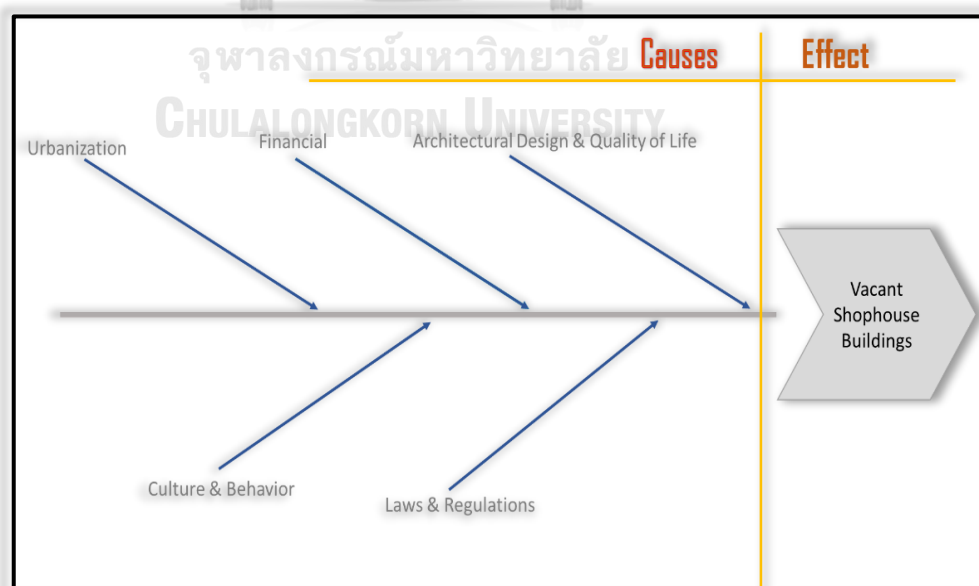 จุฬาลงกรณ์มหาวิทยาลัย
Causes
Effect
CHULALONGKORN UNIVERSITY
Urbanization
Financial
Architectural Design & Quality of Life
Vacant
Shophouse
Buildings
Culture & Behavior
Laws & Regulations